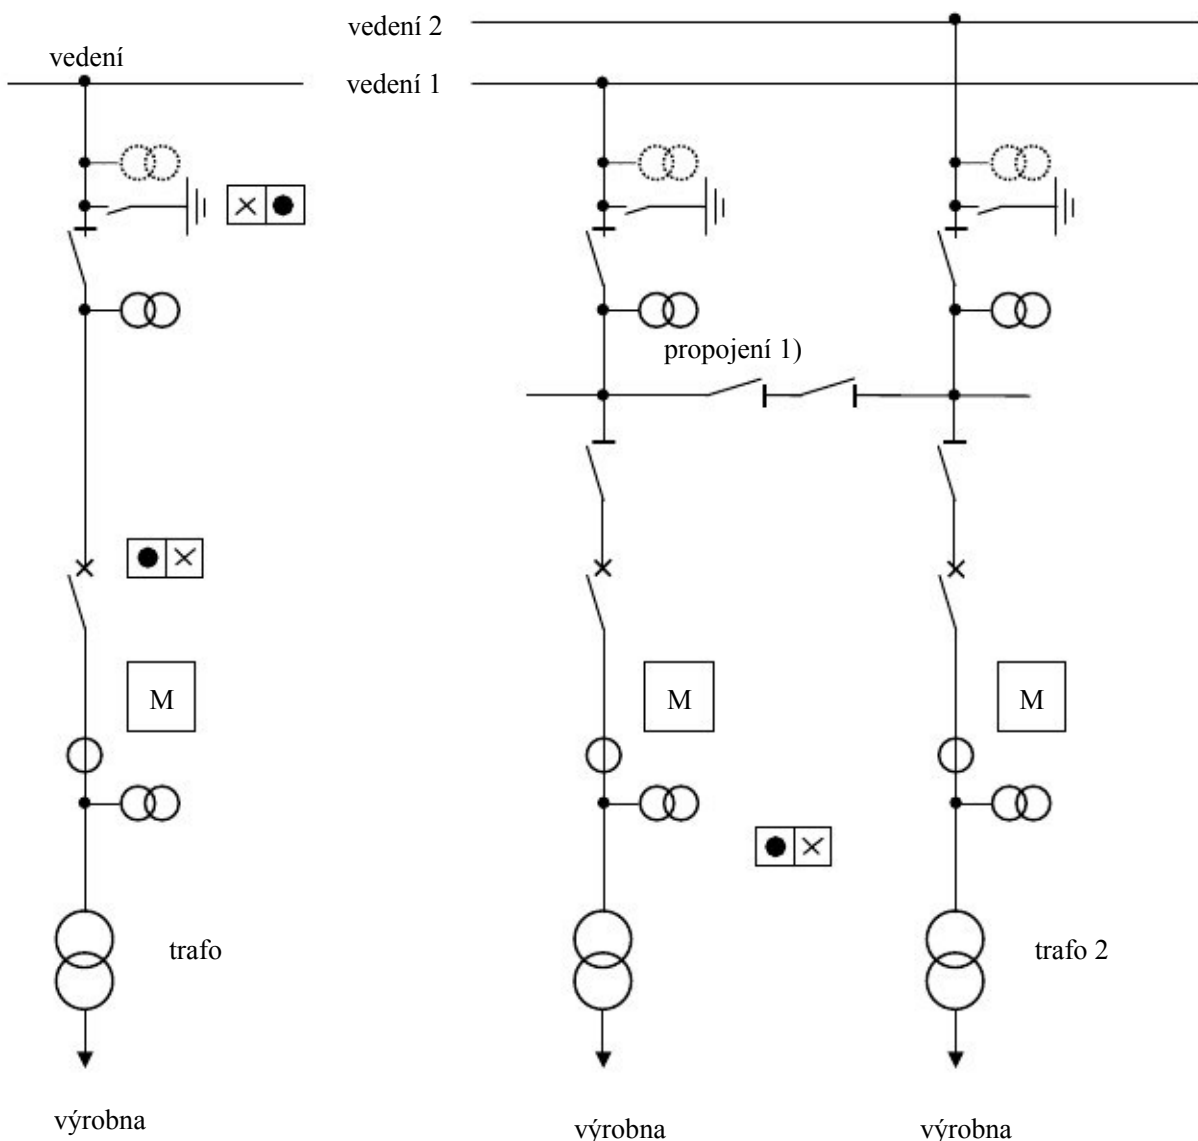 vedení 2
vedení
vedení 1
propojení 1)
M
M
M
trafo
trafo 2
výrobna
výrobna
výrobna